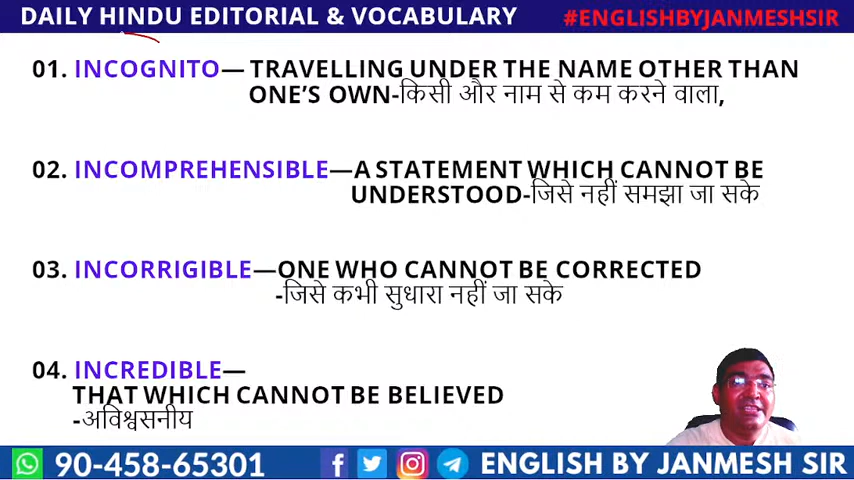 DAILY HINDU EDITORIAL & VOCABULARY #ENGLISHBYJANMESHSIR
01. INCOGNITO— TRAVELLING UNDER THE NAME OTHER THAN
ONE'S OWN-किसी और नाम से कम करने वाला,
02. INCOMPREHENSIBLE—A STATEMENT WHICH CANNOT BE
UNDERSTOOD-जिसे नहीं समझा जा सके
03. INCORRIGIBLE—ONE WHO CANNOT BE CORRECTED
-जिसे कभी सुधारा नहीं जा सके
04. INCREDIBLE—
THAT WHICH CANNOT BE BELIEVED
-अविश्वसनीय
90-458-65301 ENGLISH BY JANMESH SIR